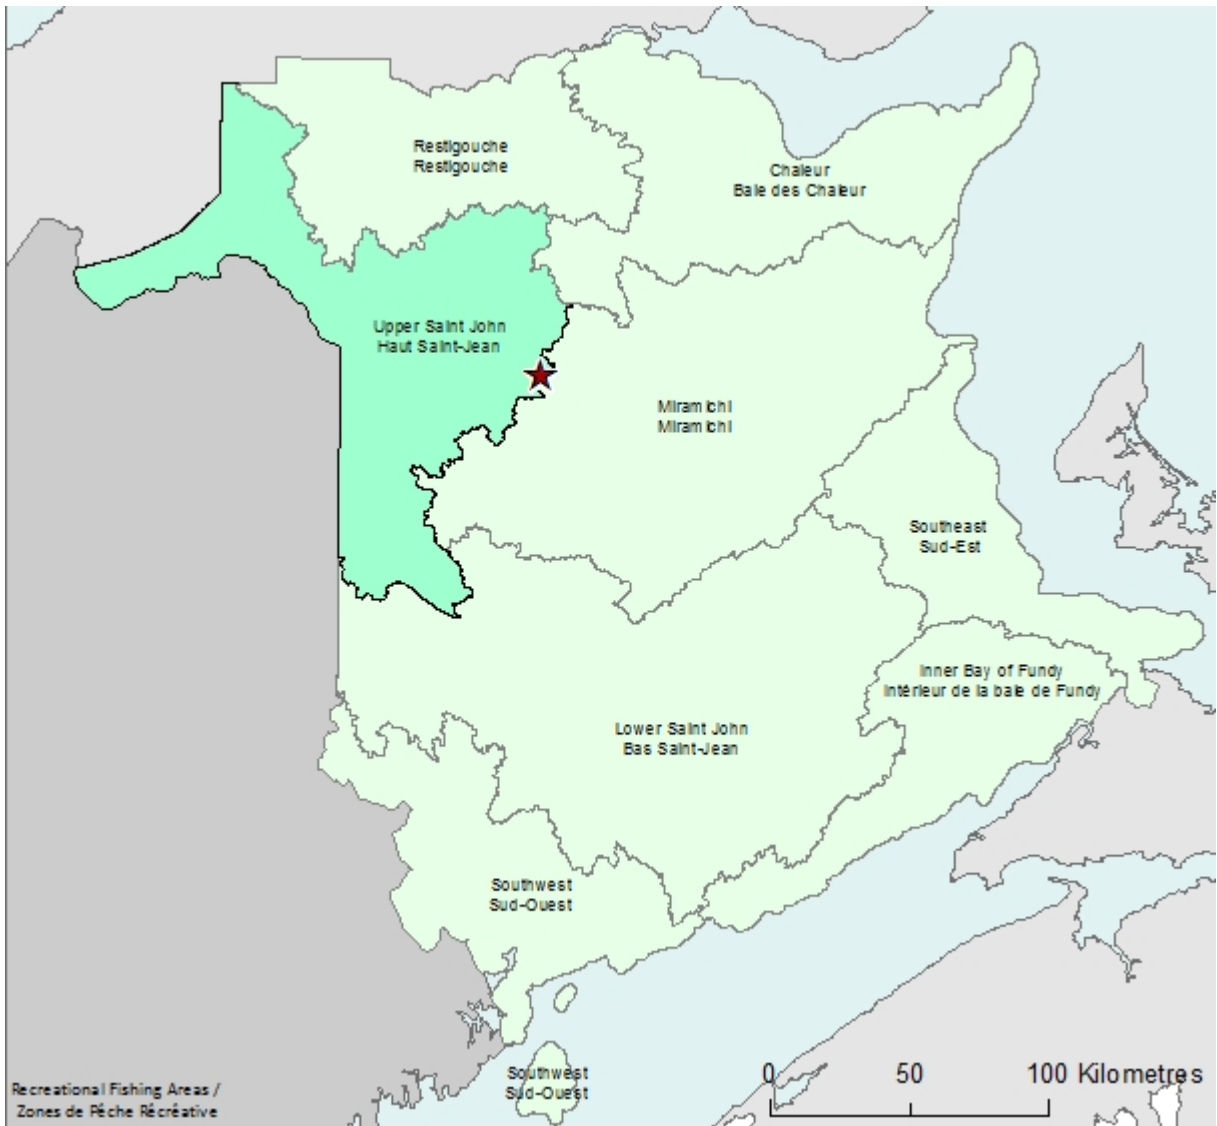 Restigouche
Restigouche
Chaleur
Baie des Chaleur
Upper Saint John
Haut Saint-Jean
Miramichi
Miramichi
Southeast
Sud-Est
Inner Bay of Fundy
Intérieur de la baie de Fundy
Lower Saint John
Bas Saint-Jean
Southwest
Sud-Ouest
Southwest
Sud-Ouest
0 50 100 Kilometres
Recreational Fishing Areas /
Zones de Pêche Récréative